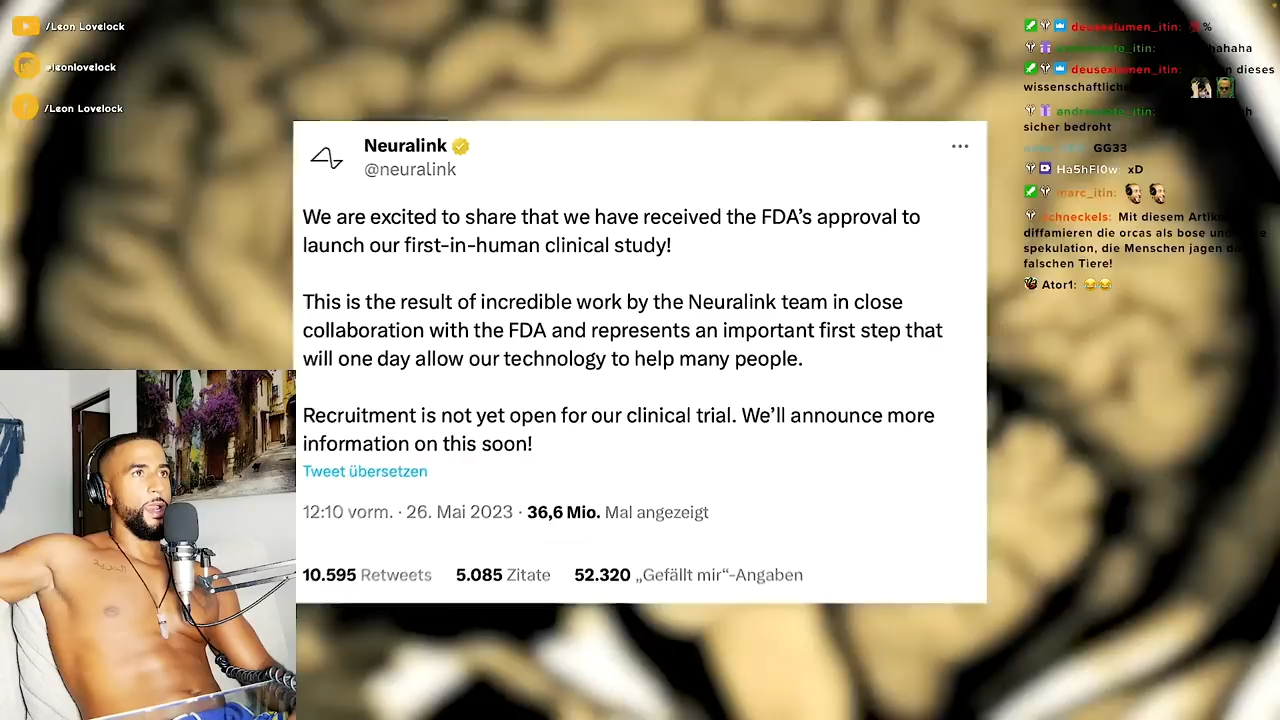 /Leon Lovelock
@leonlovelock
/Leon Lovelock
Neuralink
@neuralink
We are excited to share that we have received the FDA's approval to
launch our first-in-human clinical study!
This is the result of incredible work by the Neuralink team in close
collaboration with the FDA and represents an important first step that
will one day allow our technology to help many people.
Recruitment is not yet open for our clinical trial. We'll announce more
information on this soon!
Tweet übersetzen
12:10 vorm. · 26. Mai 2023 · 36,6 Mio. Mal angezeigt
10.595 Retweets 5.085 Zitate 52.320 „Gefällt mir“-Angaben
deusexlumen_itin: %
deusexlumen_itin: dieses
sicher bedroht
GG33
Ha5hFl0w: xD
marc_itin:
schneckels: Mit diesem
diffamieren die orcas als bose
spekulation, die Menschen jagen
falschen Tiere!
Ator1: